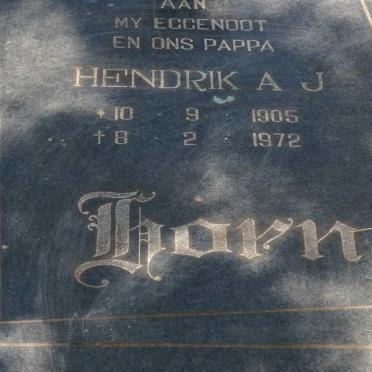 AAN
MY EGGENOOT
EN ONS PAPPA
HENDRIK A J
* 10 9 1905
† 8 2 1972
Horn